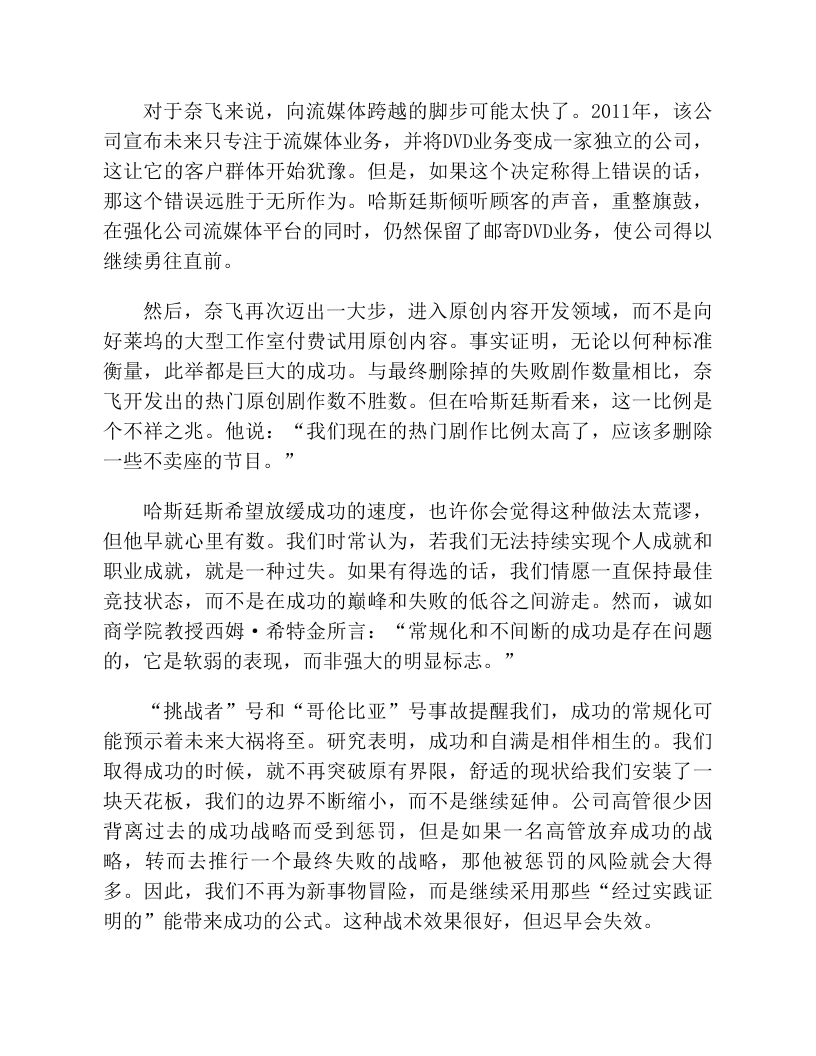 对于奈飞来说，向流媒体跨越的脚步可能太快了。2011年，该公
司宣布未来只专注于流媒体业务，并将DVD业务变成一家独立的公司，
这让它的客户群体开始犹豫。但是，如果这个决定称得上错误的话，
那这个错误远胜于无所作为。哈斯廷斯倾听顾客的声音，重整旗鼓，
在强化公司流媒体平台的同时，仍然保留了邮寄DVD业务，使公司得以
继续勇往直前。
然后，奈飞再次迈出一大步，进入原创内容开发领域，而不是向
好莱坞的大型工作室付费试用原创内容。事实证明，无论以何种标准
衡量，此举都是巨大的成功。与最终删除掉的失败剧作数量相比，奈
飞开发出的热门原创剧作数不胜数。但在哈斯廷斯看来，这一比例是
个不祥之兆。他说：“我们现在的热门剧作比例太高了，应该多删除
一些不卖座的节目。”
哈斯廷斯希望放缓成功的速度，也许你会觉得这种做法太荒谬，
但他早就心里有数。我们时常认为，若我们无法持续实现个人成就和
职业成就，就是一种过失。如果有得选的话，我们情愿一直保持最佳
竞技状态，而不是在成功的巅峰和失败的低谷之间游走。然而，诚如
商学院教授西姆·希特金所言：“常规化和不间断的成功是存在问题
的，它是软弱的表现，而非强大的明显标志。”
“挑战者”号和“哥伦比亚”号事故提醒我们，成功的常规化可
能预示着未来大祸将至。研究表明，成功和自满是相伴相生的。我们
取得成功的时候，就不再突破原有界限，舒适的现状给我们安装了一
块天花板，我们的边界不断缩小，而不是继续延伸。公司高管很少因
背离过去的成功战略而受到惩罚，但是如果一名高管放弃成功的战
略，转而去推行一个最终失败的战略，那他被惩罚的风险就会大得
多。因此，我们不再为新事物冒险，而是继续采用那些“经过实践证
明的”能带来成功的公式。这种战术效果很好，但迟早会失效。